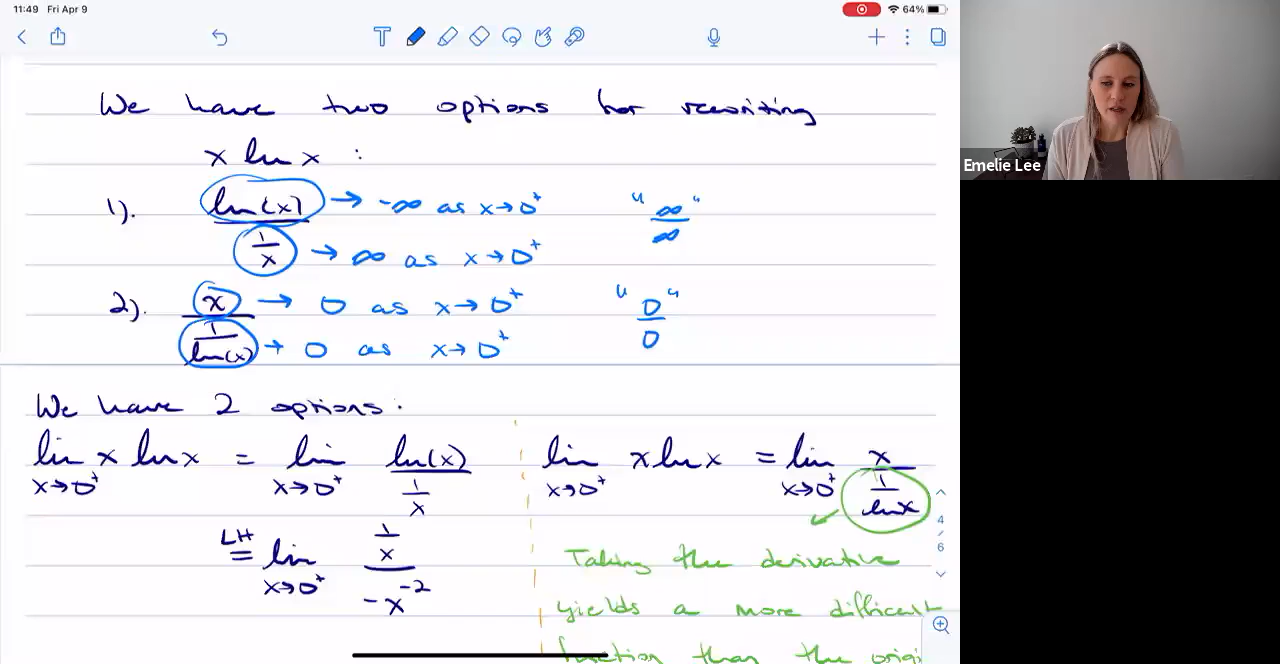 11:49 Fri Apr 9
64%
We have two options for rewriting
x ln x :
1). ln(x) → -∞ as x→0⁺ "∞/∞"
1/x → ∞ as x→0⁺
2). x → 0 as x→0⁺ "0/0"
1/ln(x) → 0 as x→0⁺
We have 2 options:
lim x→0⁺ x ln x = lim x→0⁺ ln(x) / (1/x)
LH = lim x→0⁺ (1/x) / (-x⁻²)
lim x→0⁺ x ln x = lim x→0⁺ x / (1/ln x)
Taking the derivative
yields a more difficult
function than the origi
4
/
6
Emelie Lee